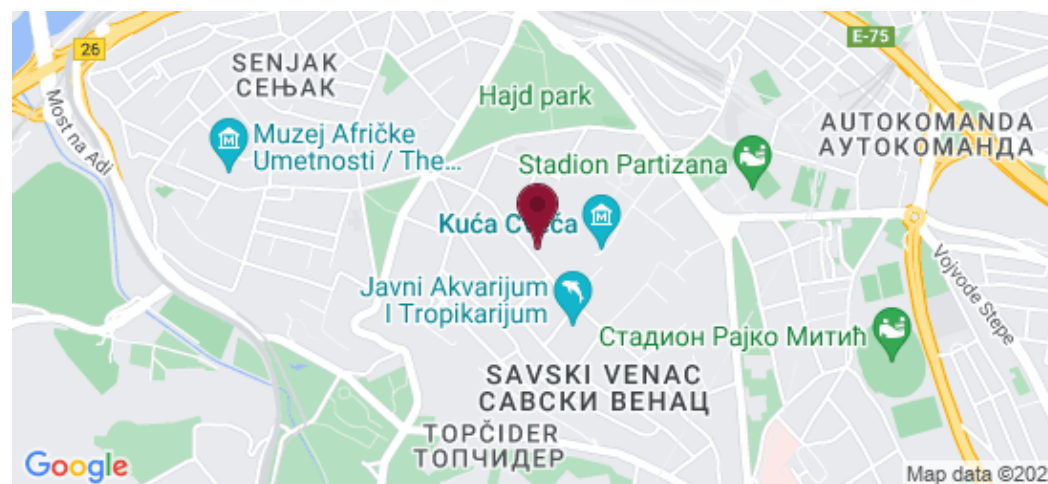 26
E-75
SENJAK
СЕЊАК
Most na Adi
Hajd park
AUTOKOMANDA
АУТОКОМАНДА
Muzej Afričke
Umetnosti / The...
Stadion Partizana
Kuća C
ća
Javni Akvarijum
I Tropikarijum
Vojvode Stepe
Стадион Рајко Митић
SAVSKI VENAC
САВСКИ ВЕНАЦ
TOPČIDER
ТОПЧИДЕР
Google
Map data ©202